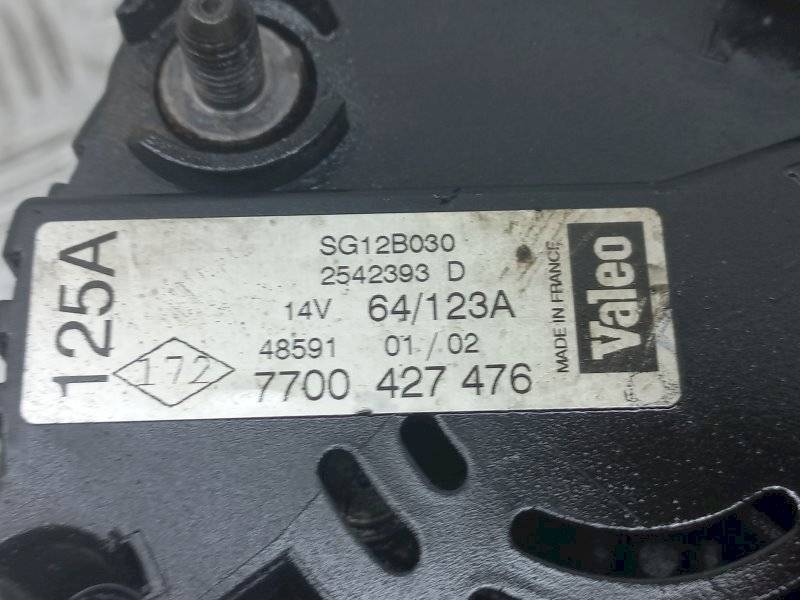 125A
172
SG12B030
2542393 D
14V 64/123A
48591 01/02
7700 427 476
MADE IN FRANCE
Valeo